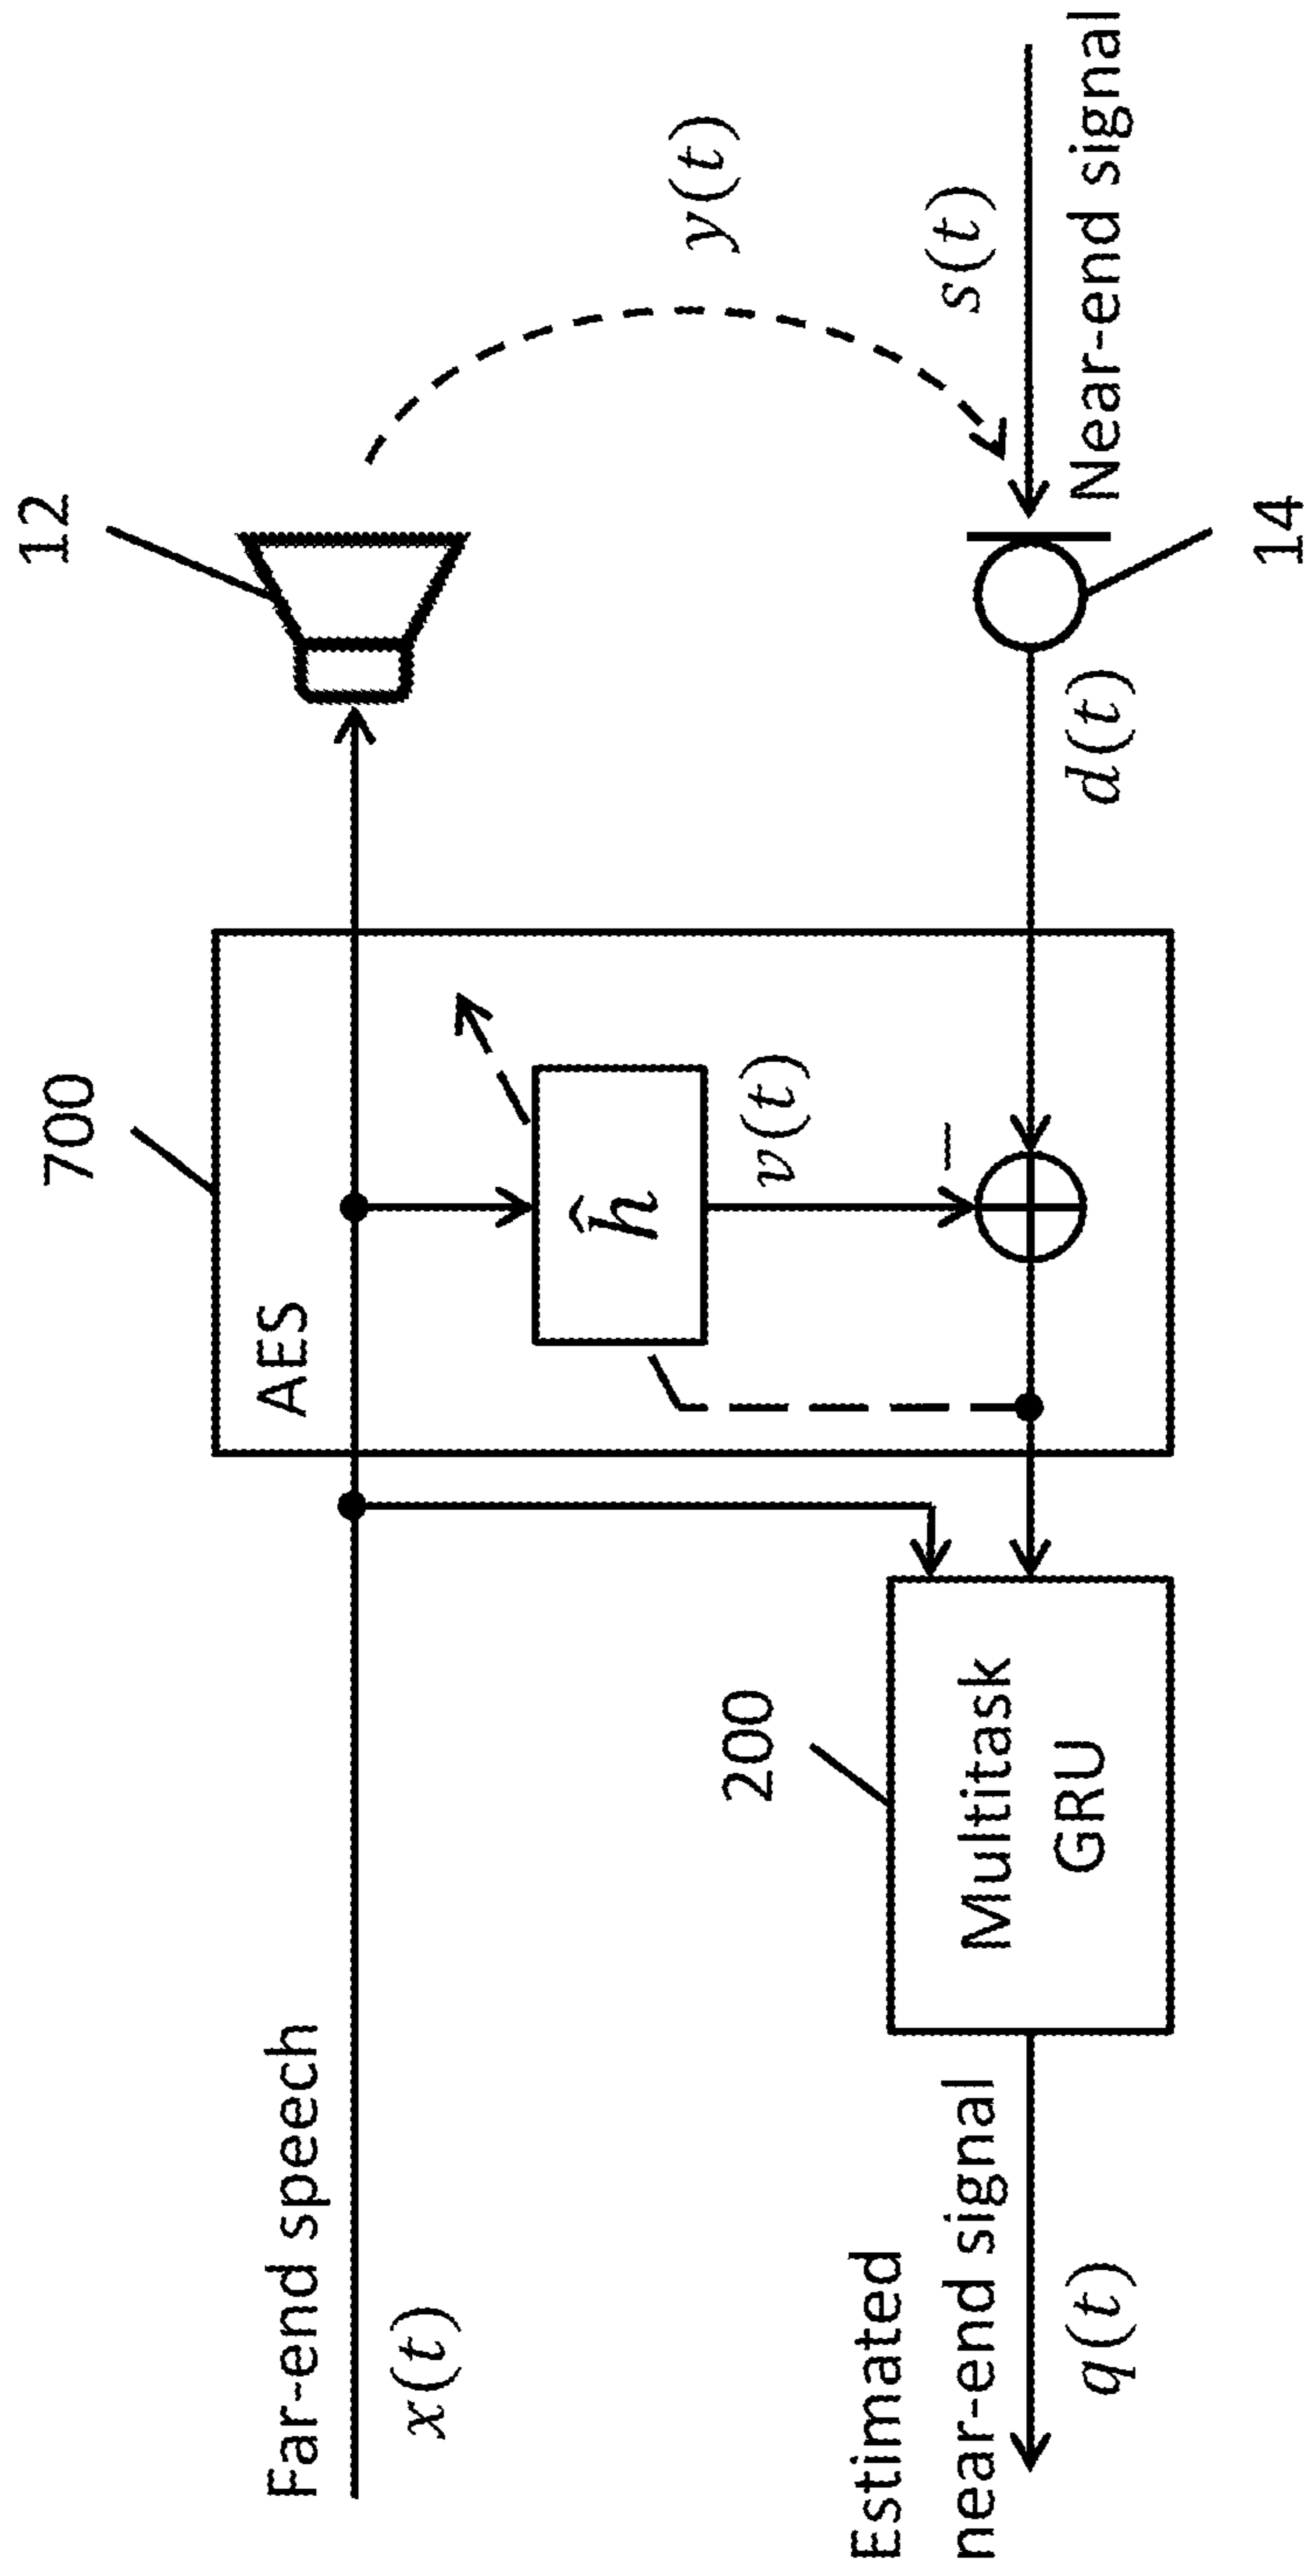 Far-end speech
x(t)
AES
700
12
y(t)
ĥ
v(t)
−
s(t)
Near-end signal
14
d(t)
200
Multitask
GRU
Estimated
near-end signal
q(t)